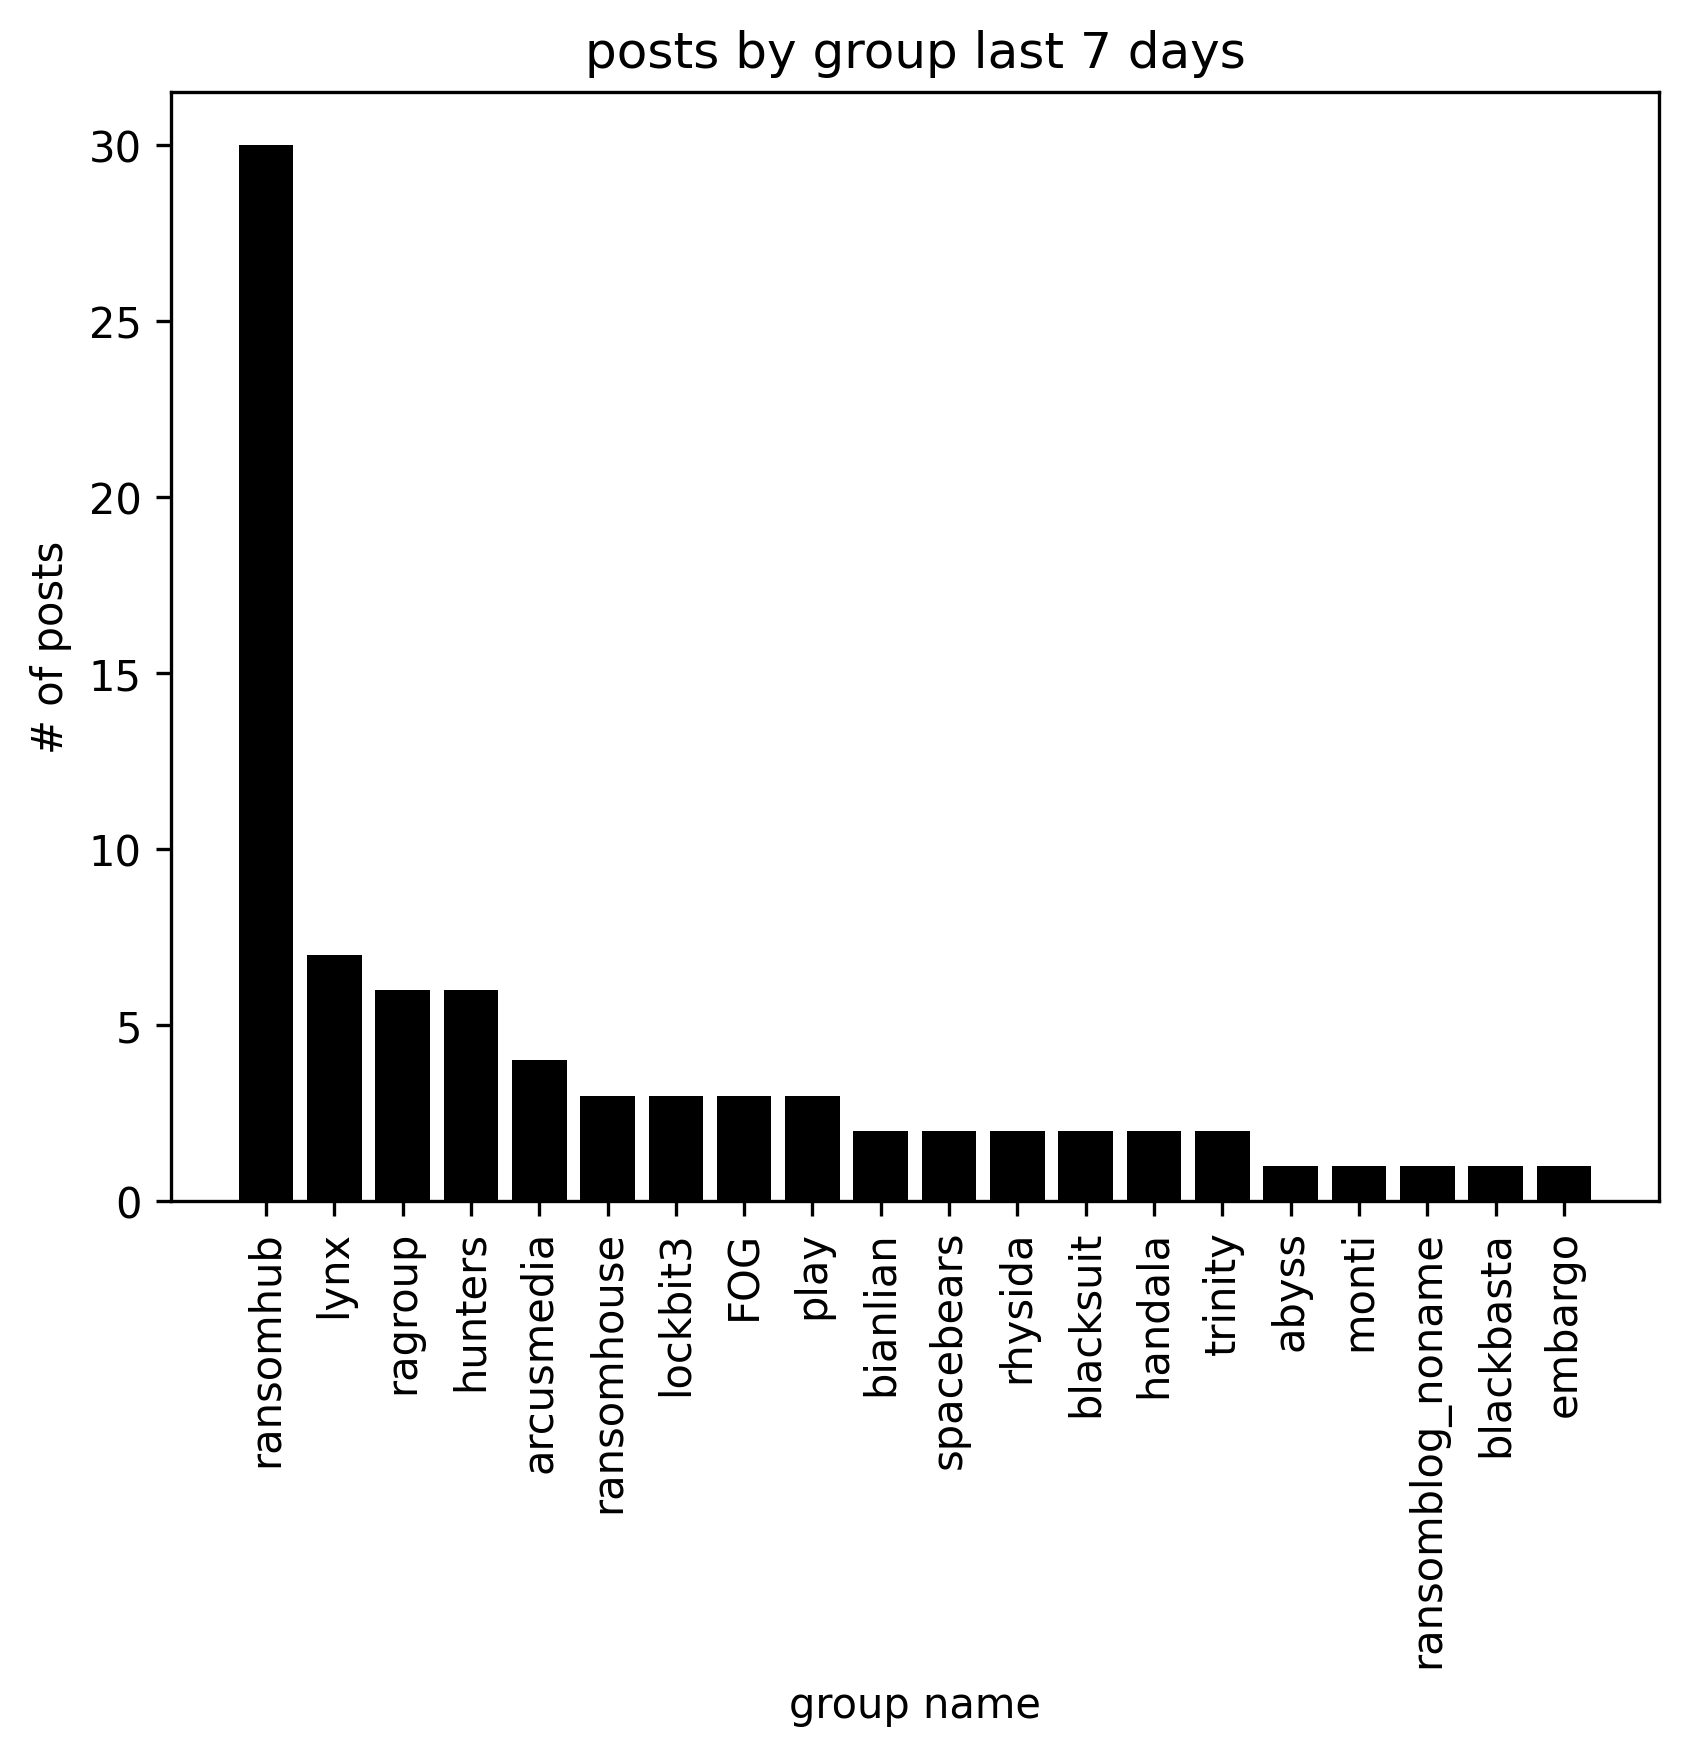 posts by group last 7 days
# of posts
30
25
20
15
10
5
0
ransomhub
lynx
ragroup
hunters
arcusmedia
ransomhouse
lockbit3
FOG
play
bianlian
spacebears
rhysida
blacksuit
handala
trinity
abyss
monti
ransomblog_noname
blackbasta
embargo
group name